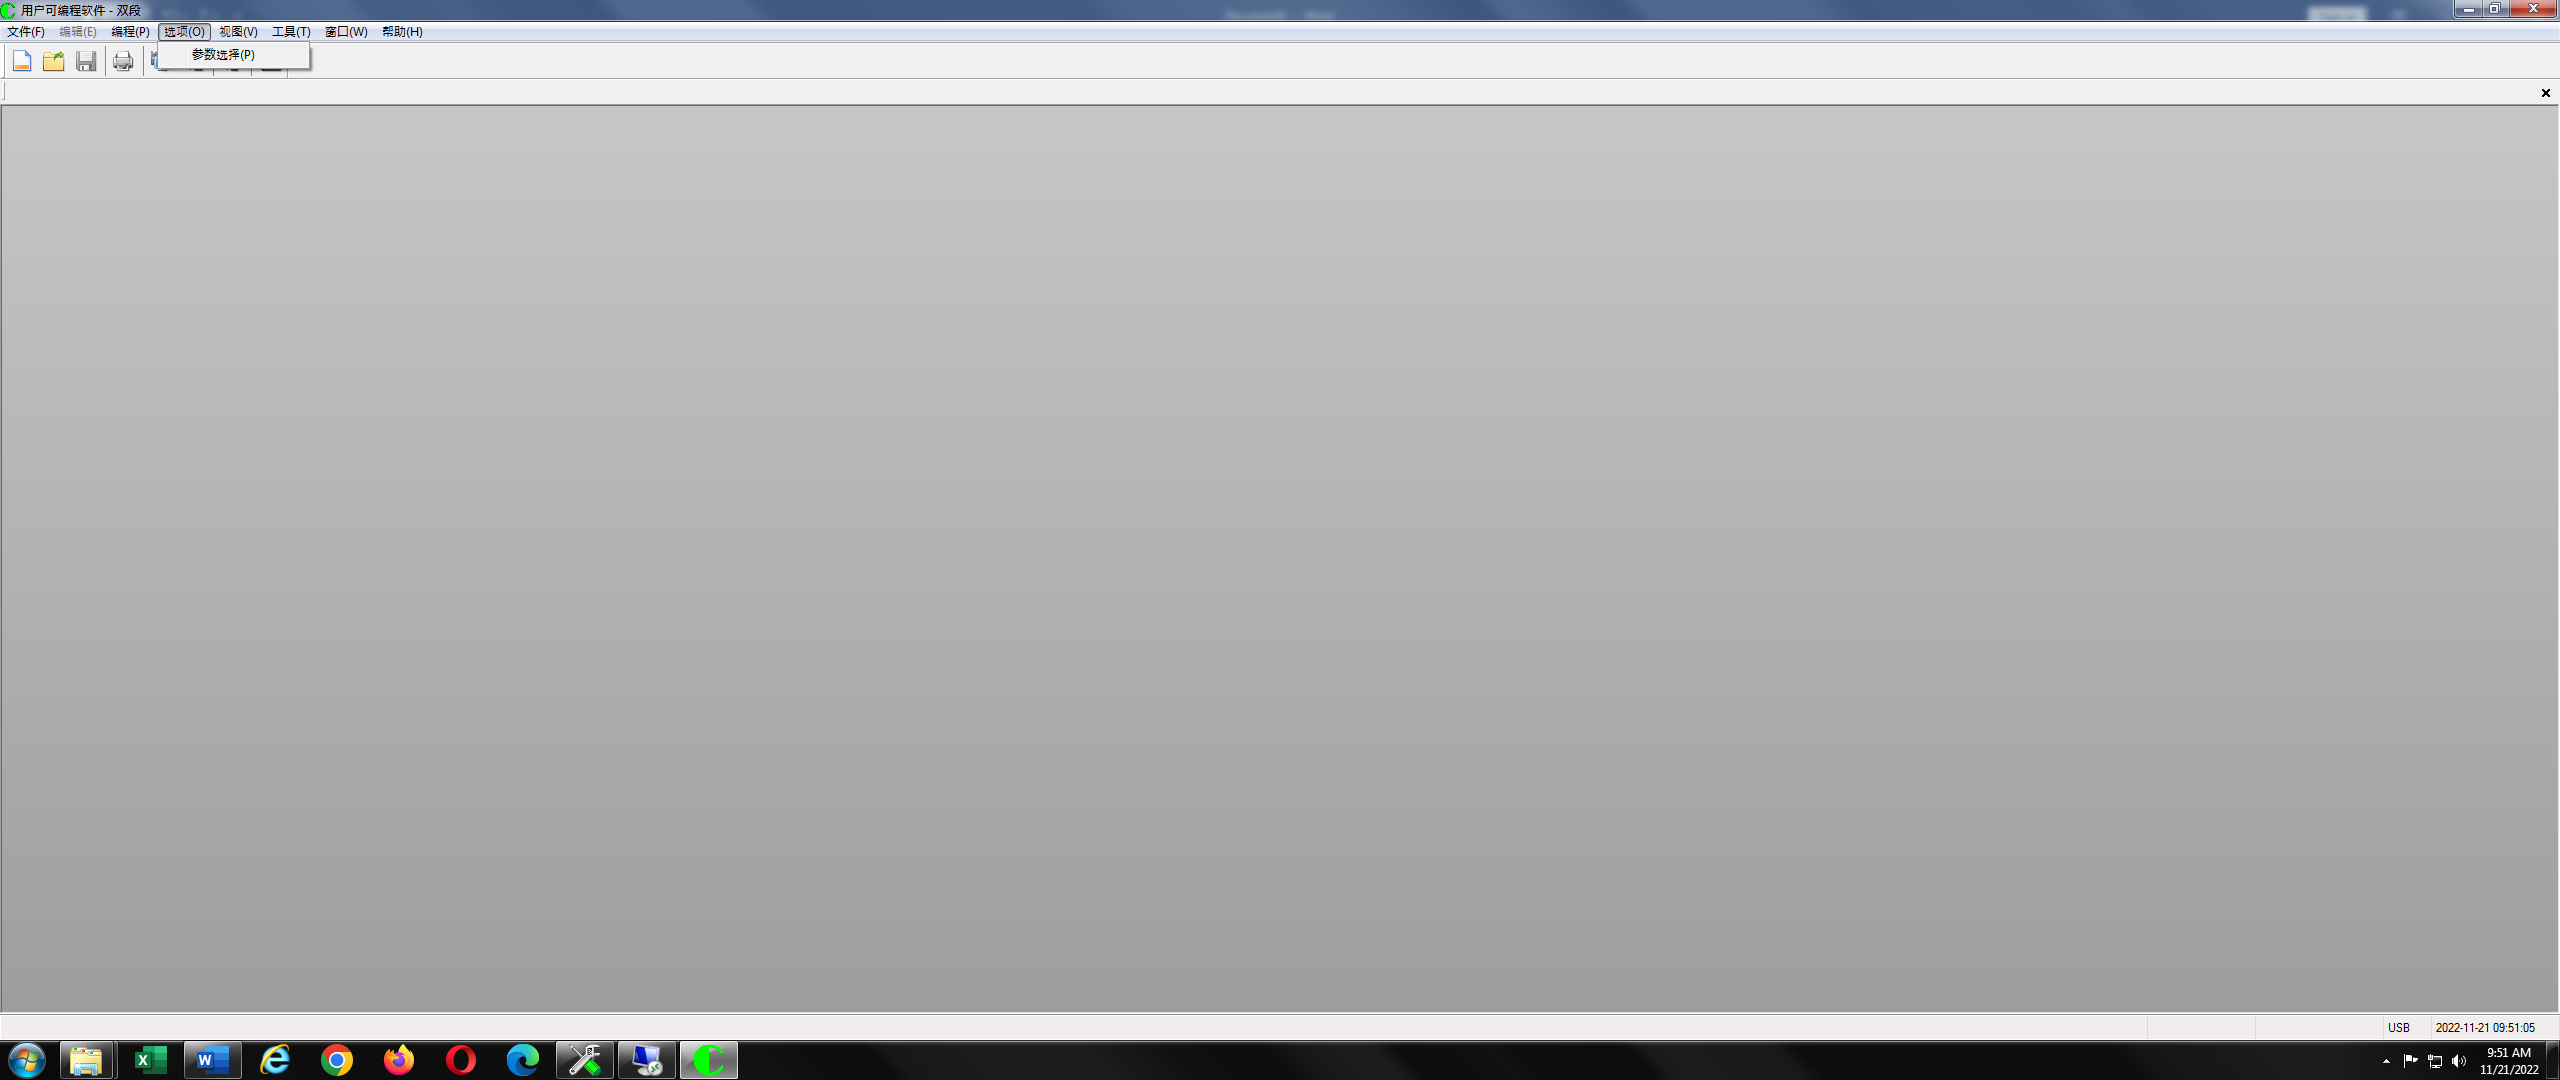 用户可编程软件 - 双段
文件(F) 编辑(E) 编程(P) 选项(O) 视图(V) 工具(T) 窗口(W) 帮助(H)
参数选择(P)
USB 2022-11-21 09:51:05
9:51 AM
11/21/2022